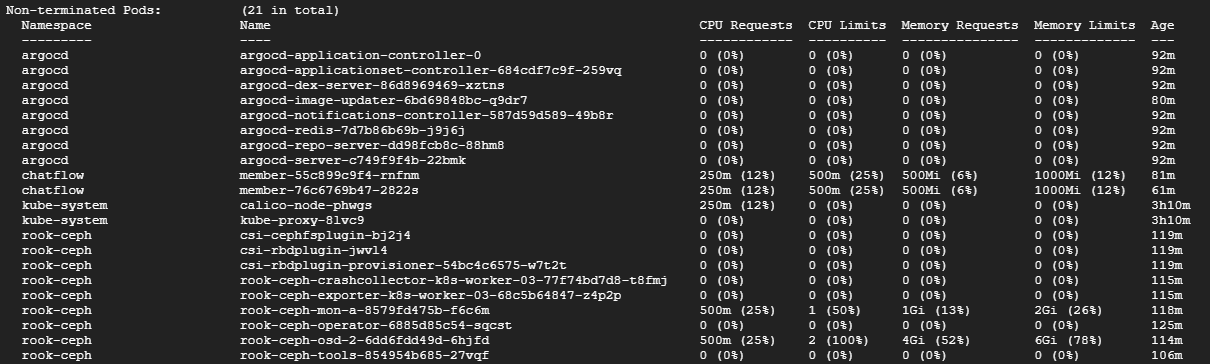 Non-terminated Pods: (21 in total)
Namespace Name CPU Requests CPU Limits Memory Requests Memory Limits Age
--------- ---- ------------ ---------- --------------- ------------- ---
argocd argocd-application-controller-0 0 (0%) 0 (0%) 0 (0%) 0 (0%) 92m
argocd argocd-applicationset-controller-684cdf7c9f-259vq 0 (0%) 0 (0%) 0 (0%) 0 (0%) 92m
argocd argocd-dex-server-86d8969469-xztns 0 (0%) 0 (0%) 0 (0%) 0 (0%) 92m
argocd argocd-image-updater-6bd69848bc-q9dr7 0 (0%) 0 (0%) 0 (0%) 0 (0%) 80m
argocd argocd-notifications-controller-587d59d589-49b8r 0 (0%) 0 (0%) 0 (0%) 0 (0%) 92m
argocd argocd-redis-7d7b86b69b-j9j6j 0 (0%) 0 (0%) 0 (0%) 0 (0%) 92m
argocd argocd-repo-server-dd98fcb8c-88hm8 0 (0%) 0 (0%) 0 (0%) 0 (0%) 92m
argocd argocd-server-c749f9f4b-22bmk 0 (0%) 0 (0%) 0 (0%) 0 (0%) 92m
chatflow member-55c899c9f4-rnfnm 250m (12%) 500m (25%) 500Mi (6%) 1000Mi (12%) 81m
chatflow member-76c6769b47-2822s 250m (12%) 500m (25%) 500Mi (6%) 1000Mi (12%) 61m
kube-system calico-node-phwgs 250m (12%) 0 (0%) 0 (0%) 0 (0%) 3h10m
kube-system kube-proxy-8lvc9 0 (0%) 0 (0%) 0 (0%) 0 (0%) 3h10m
rook-ceph csi-cephfsplugin-bj2j4 0 (0%) 0 (0%) 0 (0%) 0 (0%) 119m
rook-ceph csi-rbdplugin-jwvl4 0 (0%) 0 (0%) 0 (0%) 0 (0%) 119m
rook-ceph csi-rbdplugin-provisioner-54bc4c6575-w7t2t 0 (0%) 0 (0%) 0 (0%) 0 (0%) 119m
rook-ceph rook-ceph-crashcollector-k8s-worker-03-77f74bd7d8-t8fmj 0 (0%) 0 (0%) 0 (0%) 0 (0%) 115m
rook-ceph rook-ceph-exporter-k8s-worker-03-68c5b64847-z4p2p 0 (0%) 0 (0%) 0 (0%) 0 (0%) 115m
rook-ceph rook-ceph-mon-a-8579fd475b-f6c6m 500m (25%) 1 (50%) 1Gi (13%) 2Gi (26%) 118m
rook-ceph rook-ceph-operator-6885d85c54-sqcst 0 (0%) 0 (0%) 0 (0%) 0 (0%) 125m
rook-ceph rook-ceph-osd-2-6dd6fdd49d-6hjfd 500m (25%) 2 (100%) 4Gi (52%) 6Gi (78%) 114m
rook-ceph rook-ceph-tools-854954b685-27vqf 0 (0%) 0 (0%) 0 (0%) 0 (0%) 106m